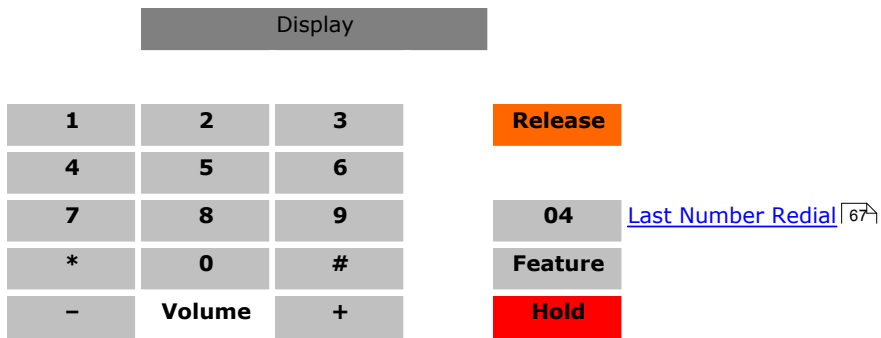 Display
1 2 3 Release
4 5 6
7 8 9 04 Last Number Redial 67
* 0 # Feature
– Volume + Hold